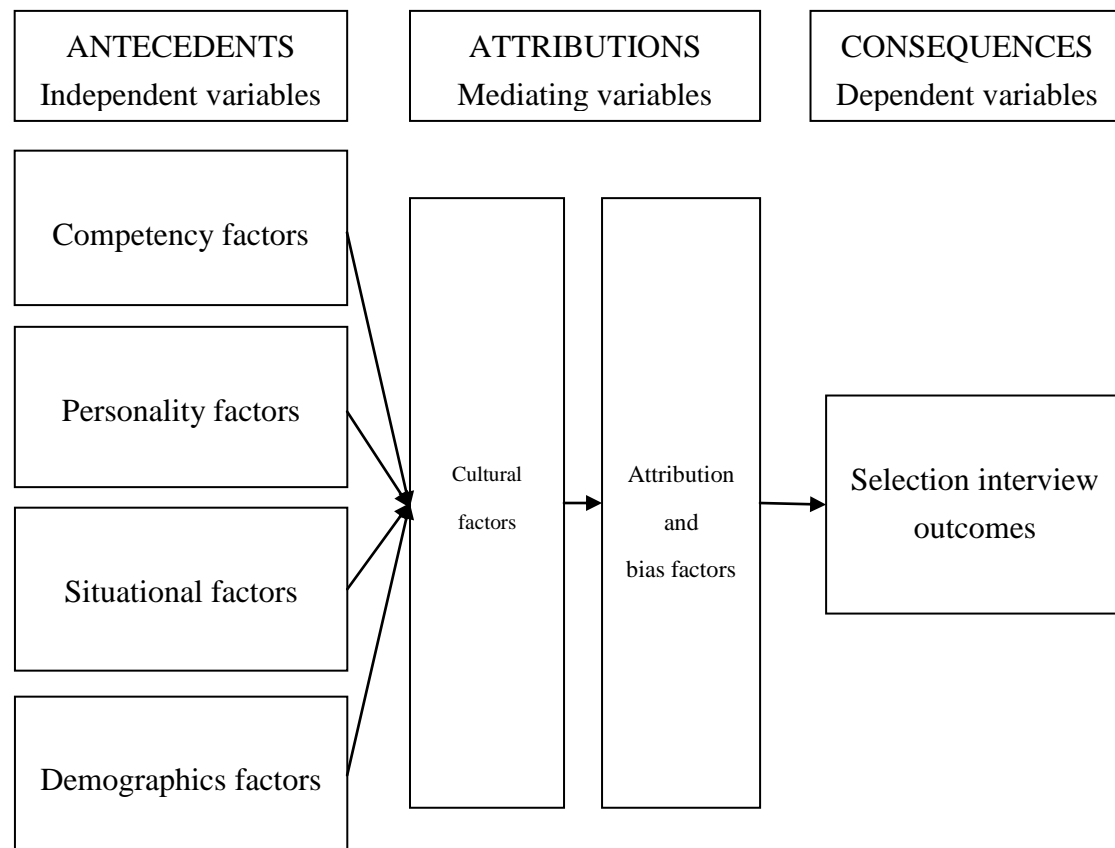 ANTECEDENTS
Independent variables
ATTRIBUTIONS
Mediating variables
CONSEQUENCES
Dependent variables
Competency factors
Personality factors
Situational factors
Demographics factors
Cultural
factors
Attribution
and
bias factors
Selection interview
outcomes